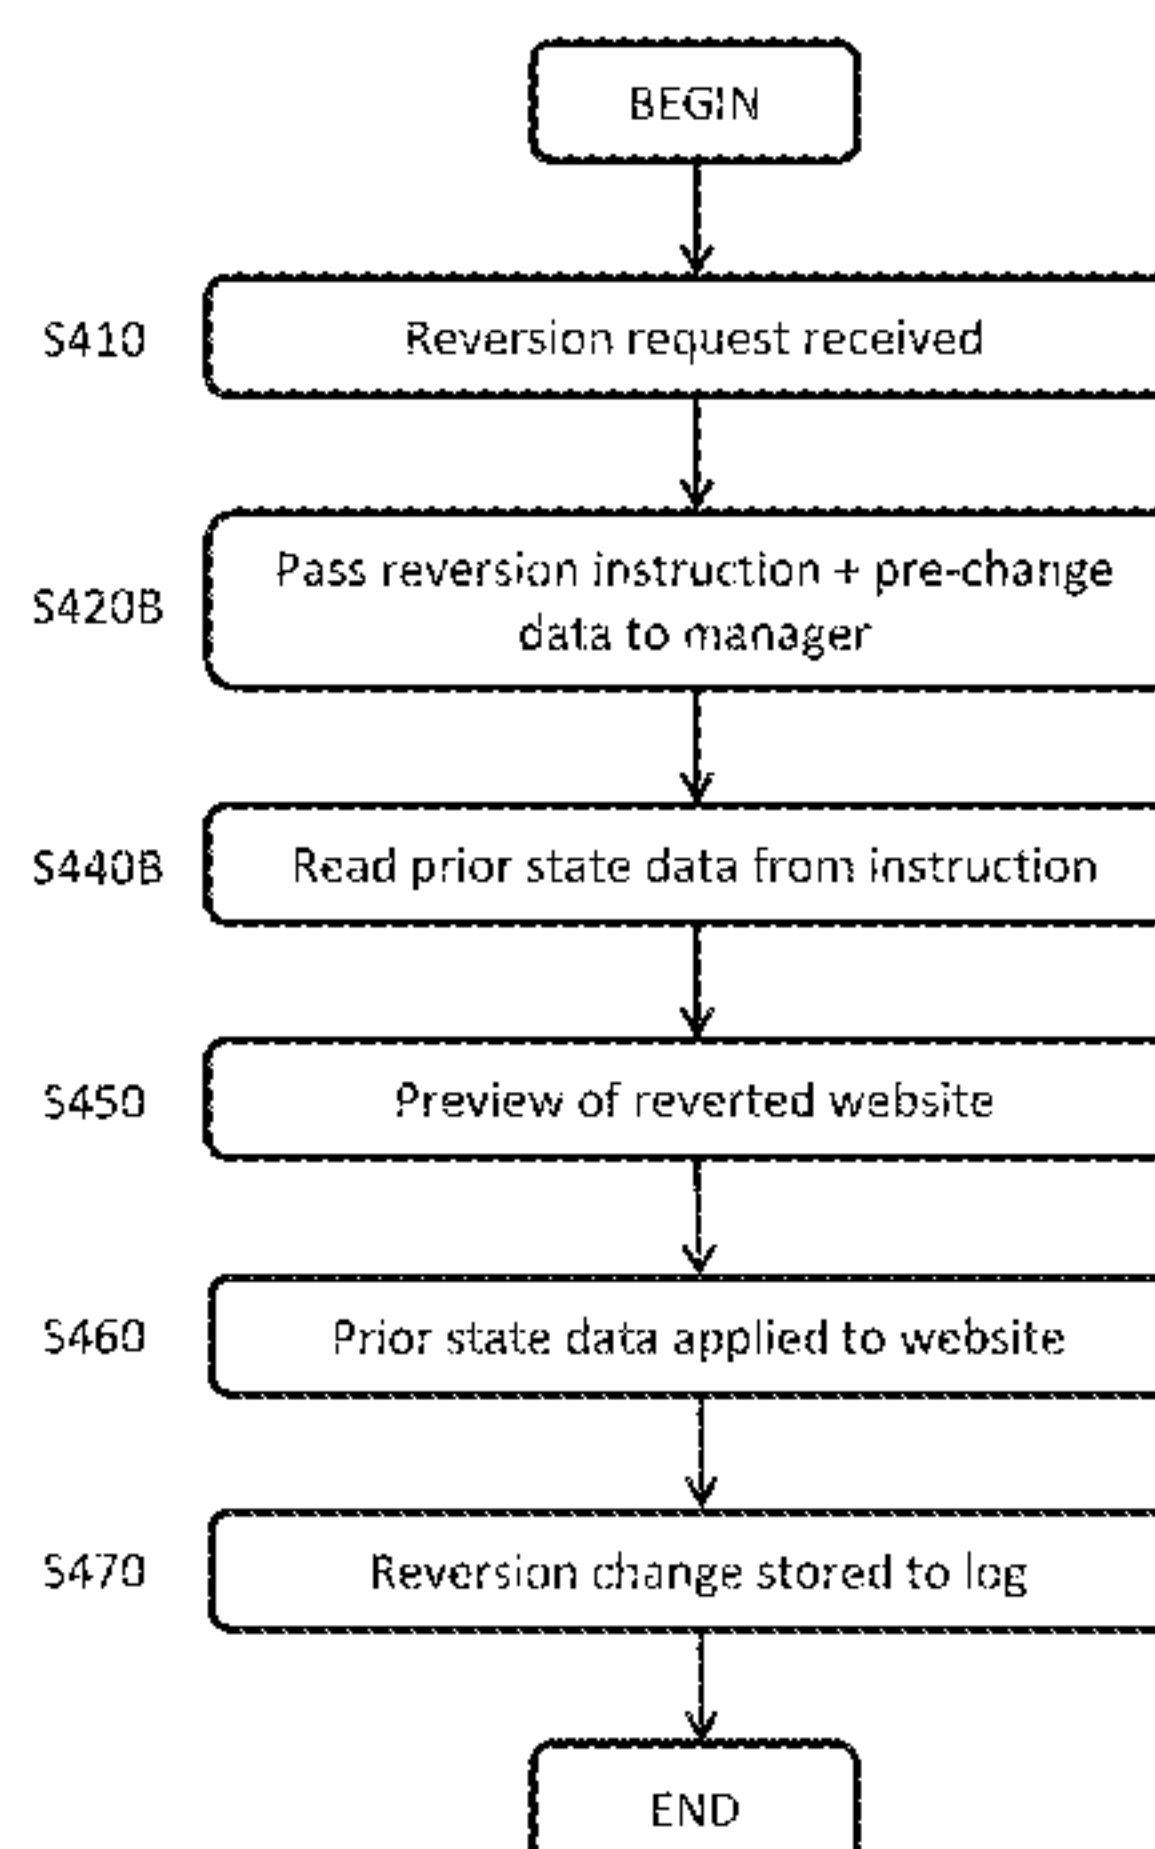 BEGIN
S410
Reversion request received
S420B
Pass reversion instruction + pre-change
data to manager
S440B
Read prior state data from instruction
S450
Preview of reverted website
S460
Prior state data applied to website
S470
Reversion change stored to log
END